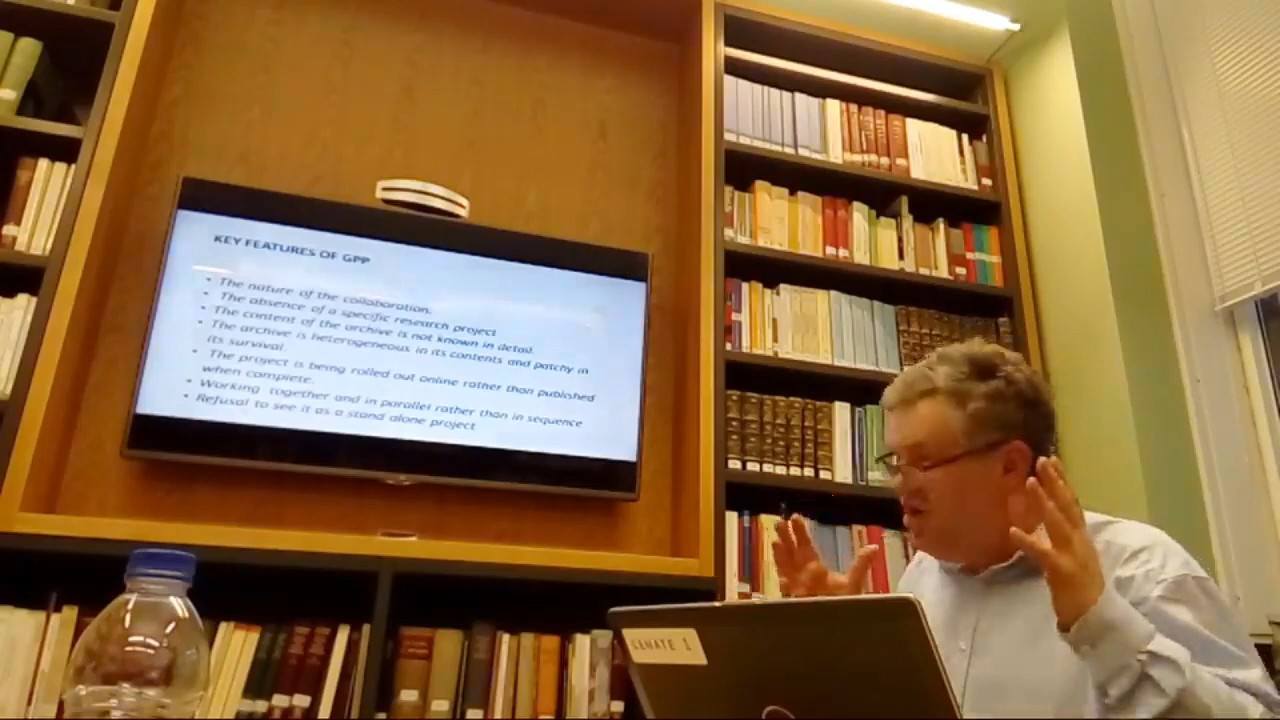 KEY FEATURES OF GPP
• The nature of the collaboration.
• The absence of a specific research project
• The content of the archive is not known in detail.
• The archive is heterogeneous in its contents and patchy in
its survival.
• The project is being rolled out online rather than published
when complete.
• Working together and in parallel rather than in sequence
• Refusal to see it as a stand alone project
SENATE 1